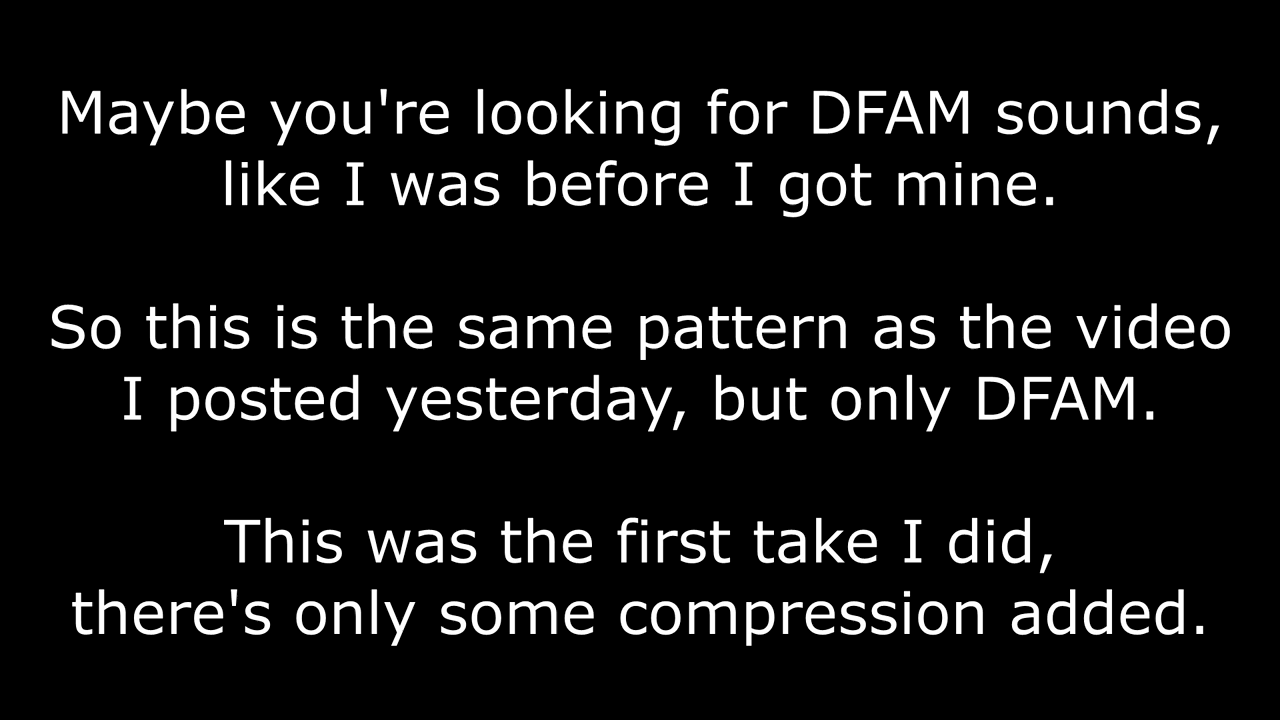 Maybe you're looking for DFAM sounds,
like I was before I got mine.
So this is the same pattern as the video
I posted yesterday, but only DFAM.
This was the first take I did,
there's only some compression added.